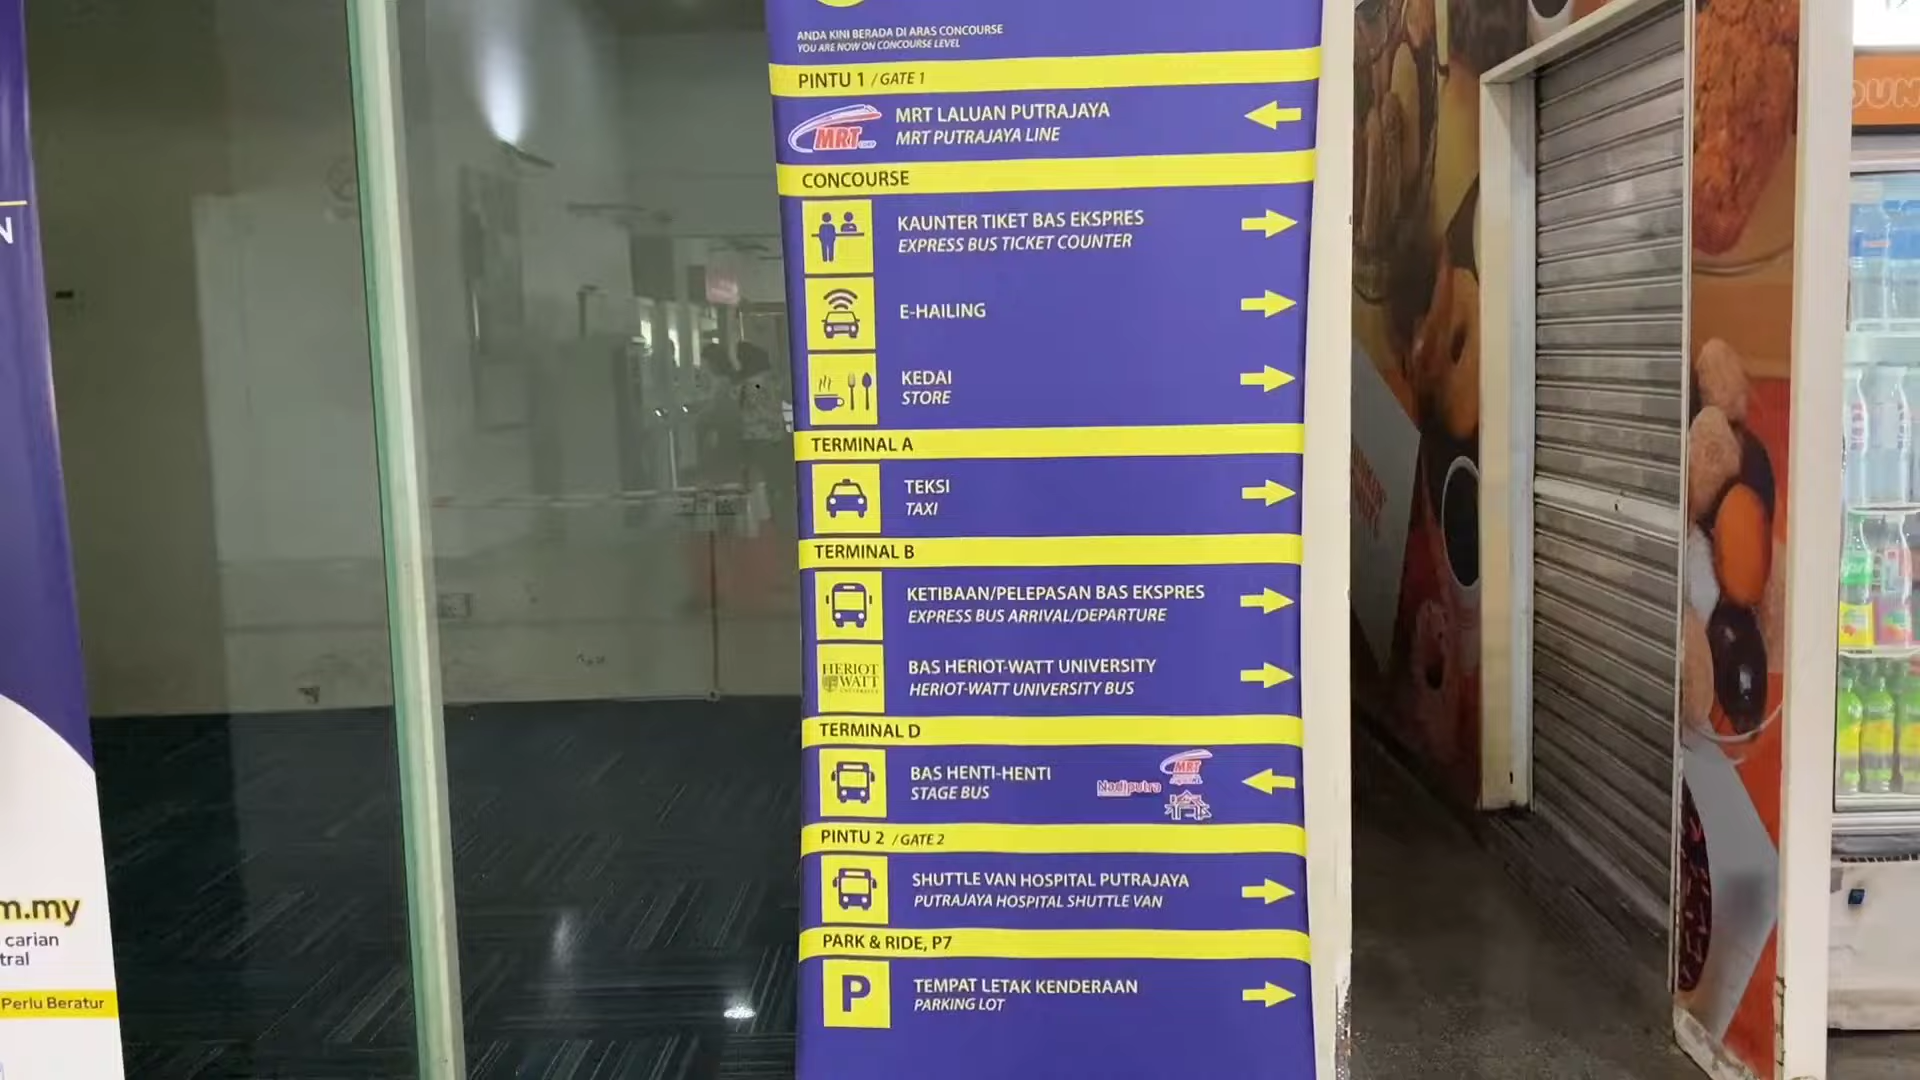 ANDA KINI BERADA DI ARAS CONCOURSE
YOU ARE NOW ON CONCOURSE LEVEL
PINTU 1 / GATE 1
MRT
MRT LALUAN PUTRAJAYA
MRT PUTRAJAYA LINE
CONCOURSE
KAUNTER TIKET BAS EKSPRES
EXPRESS BUS TICKET COUNTER
E-HAILING
KEDAI
STORE
TERMINAL A
TEKSI
TAXI
TERMINAL B
KETIBAAN/PELEPASAN BAS EKSPRES
EXPRESS BUS ARRIVAL/DEPARTURE
HERIOT
WATT
UNIVERSITY
BAS HERIOT-WATT UNIVERSITY
HERIOT-WATT UNIVERSITY BUS
TERMINAL D
BAS HENTI-HENTI
STAGE BUS
Nadiputra
MRT
PINTU 2 / GATE 2
SHUTTLE VAN HOSPITAL PUTRAJAYA
PUTRAJAYA HOSPITAL SHUTTLE VAN
PARK & RIDE, P7
P
TEMPAT LETAK KENDERAAN
PARKING LOT
N
m.my
carian
tral
Perlu Beratur